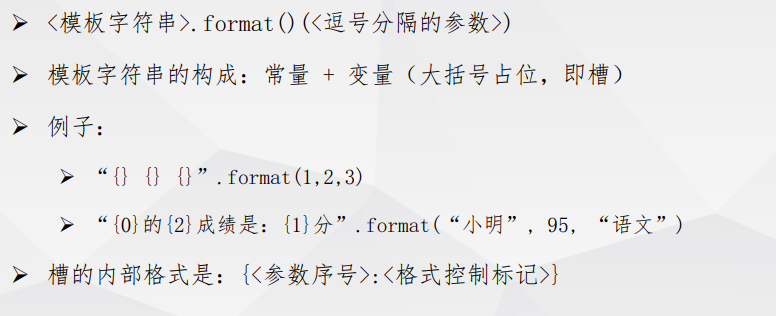 <模板字符串>.format()(<逗号分隔的参数>)
模板字符串的构成：常量 + 变量（大括号占位，即槽）
例子：
“{} {} {}”.format(1,2,3)
“{0}的{2}成绩是：{1}分”.format(“小明”, 95, “语文”)
槽的内部格式是：{<参数序号>:<格式控制标记>}